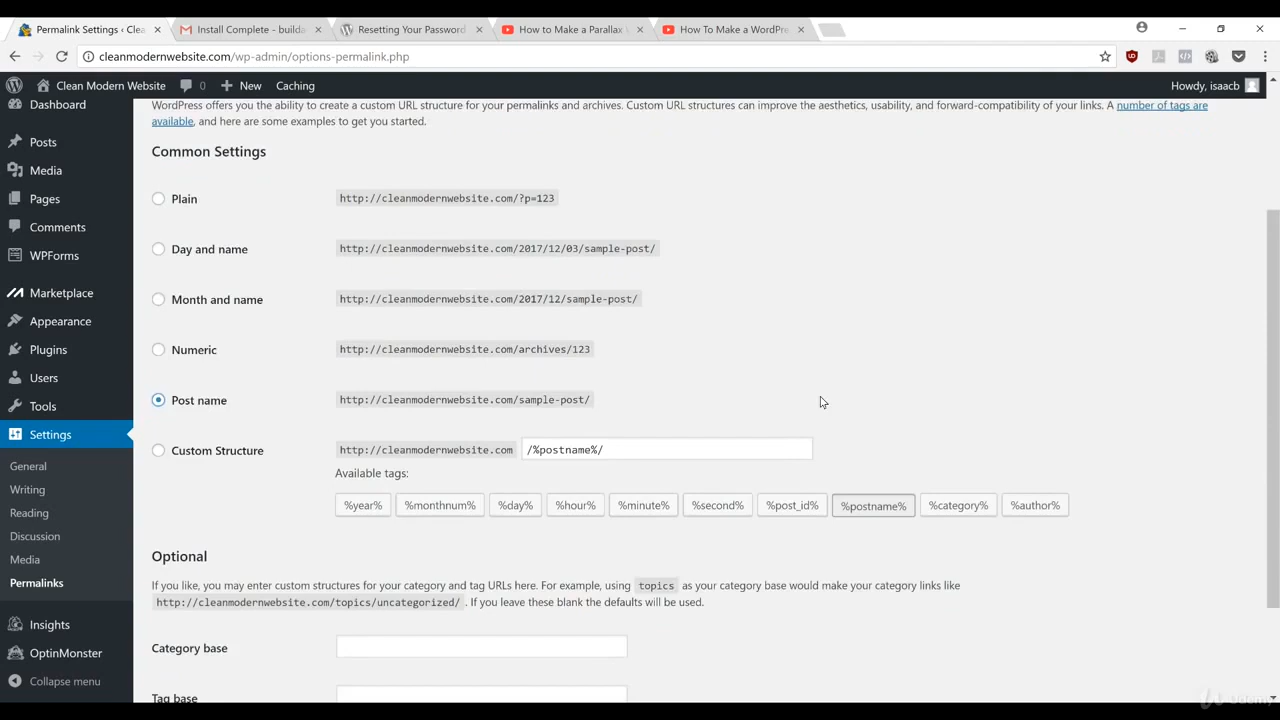 Permalink Settings ‹ Clea
Install Complete - builda
Resetting Your Password
How to Make a Parallax
How To Make a WordPre
cleanmodernwebsite.com/wp-admin/options-permalink.php
Clean Modern Website 0 New Caching Howdy, isaacb
Dashboard
Posts
Media
Pages
Comments
WPForms
Marketplace
Appearance
Plugins
Users
Tools
Settings
General
Writing
Reading
Discussion
Media
Permalinks
Insights
OptinMonster
Collapse menu
WordPress offers you the ability to create a custom URL structure for your permalinks and archives. Custom URL structures can improve the aesthetics, usability, and forward-compatibility of your links. A number of tags are
available, and here are some examples to get you started.
Common Settings
Plain http://cleanmodernwebsite.com/?p=123
Day and name http://cleanmodernwebsite.com/2017/12/03/sample-post/
Month and name http://cleanmodernwebsite.com/2017/12/sample-post/
Numeric http://cleanmodernwebsite.com/archives/123
Post name http://cleanmodernwebsite.com/sample-post/
Custom Structure http://cleanmodernwebsite.com /%postname%/
Available tags:
%year% %monthnum% %day% %hour% %minute% %second% %post_id% %postname% %category% %author%
Optional
If you like, you may enter custom structures for your category and tag URLs here. For example, using topics as your category base would make your category links like
http://cleanmodernwebsite.com/topics/uncategorized/ . If you leave these blank the defaults will be used.
Category base
Tag base
Udemy